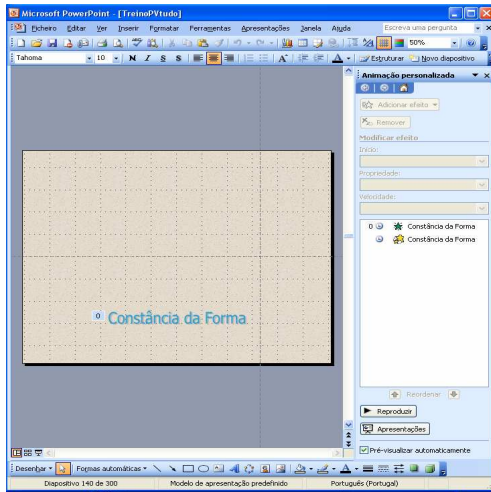 Microsoft PowerPoint - [TreinoPVtudo]
Ficheiro Editar Ver Inserir Formatar Ferramentas Apresentações Janela Ajuda Escreva uma pergunta
50%
Tahoma 10 N I S S Estruturar Novo diapositivo
Animação personalizada
Adicionar efeito
Remover
Modificar efeito
Início:
Propriedade:
Velocidade:
0 Constância da Forma
Constância da Forma
0 Constância da Forma
Reordenar
Reproduzir
Apresentações
Pré-visualizar automaticamente
Desenhar Formas automáticas
Diapositivo 140 de 300 Modelo de apresentação predefinido Português (Portugal)